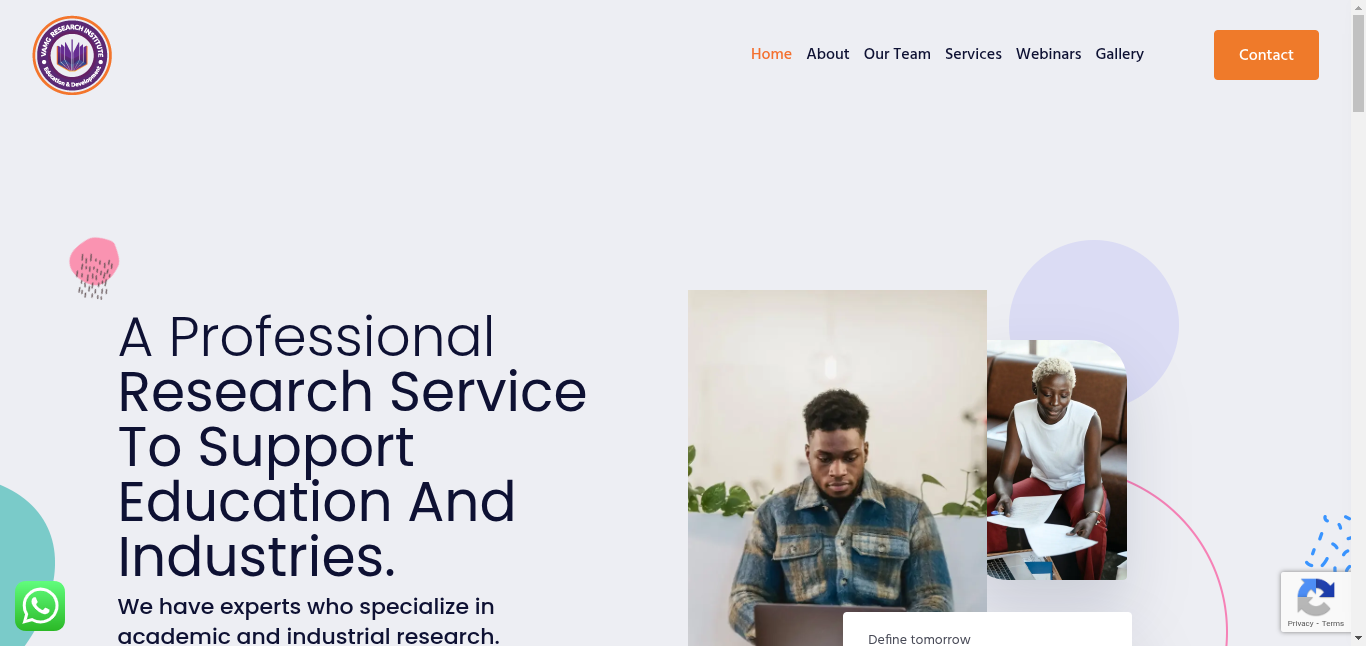 VAMG RESEARCH INSTITUTE
Education & Development
Home About Our Team Services Webinars Gallery
Contact
A Professional
Research Service
To Support
Education And
Industries.
We have experts who specialize in
academic and industrial research.
Define tomorrow
Privacy - Terms